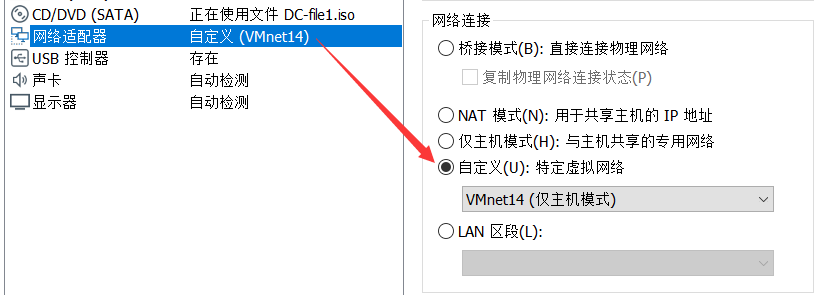 CD/DVD (SATA) 正在使用文件 DC-file1.iso
网络适配器 自定义 (VMnet14)
USB 控制器 存在
声卡 自动检测
显示器 自动检测
网络连接
桥接模式(B): 直接连接物理网络
复制物理网络连接状态(P)
NAT 模式(N): 用于共享主机的 IP 地址
仅主机模式(H): 与主机共享的专用网络
自定义(U): 特定虚拟网络
VMnet14 (仅主机模式)
LAN 区段(L):